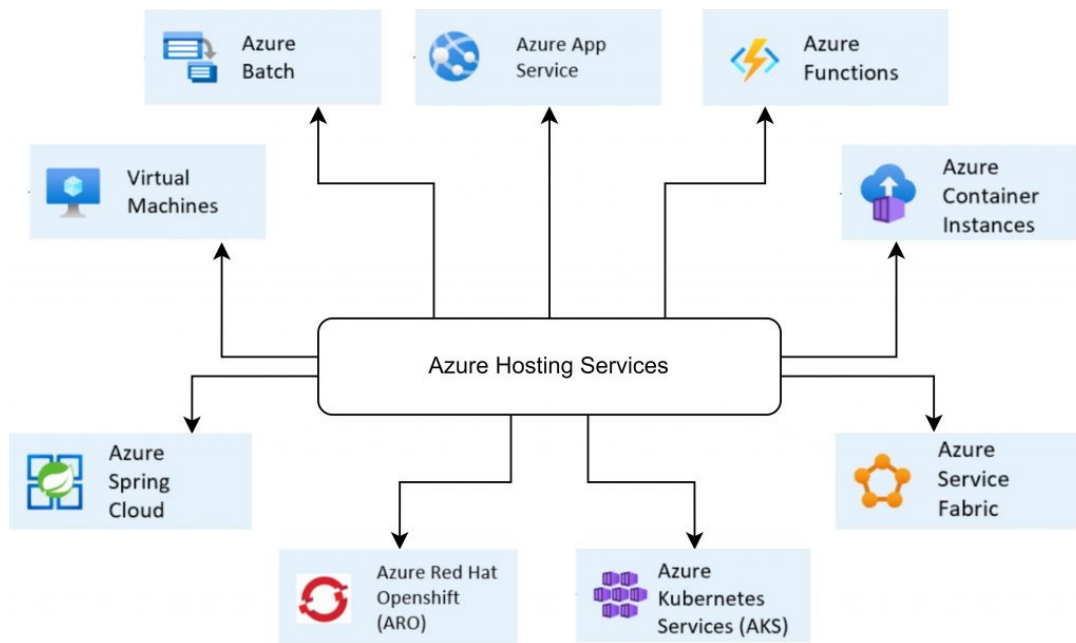 Azure
Batch
Azure App
Service
Azure
Functions
Virtual
Machines
Azure
Container
Instances
Azure Hosting Services
Azure
Spring
Cloud
Azure
Service
Fabric
Azure Red Hat
Openshift
(ARO)
Azure
Kubernetes
Services (AKS)